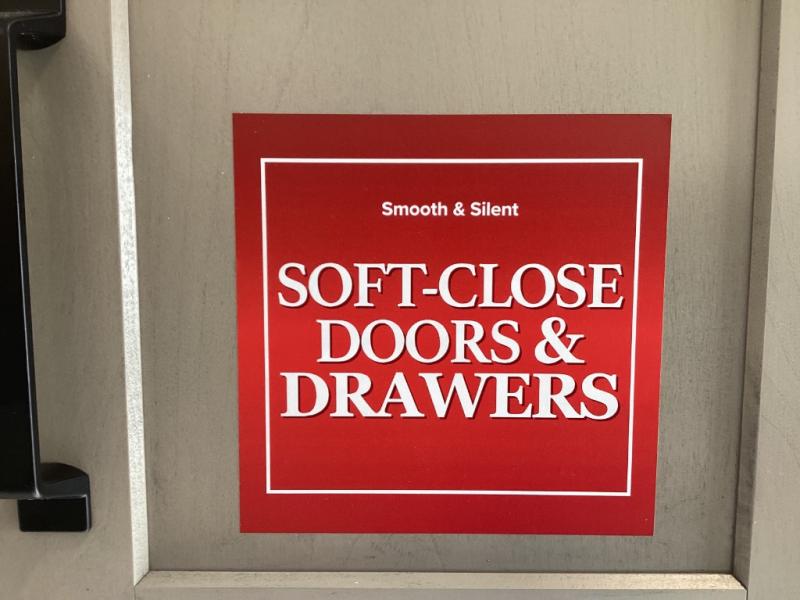 Smooth & Silent
SOFT-CLOSE
DOORS &
DRAWERS